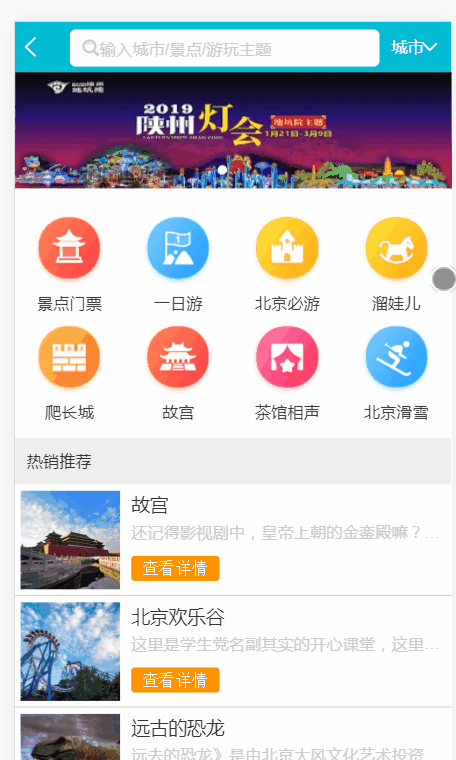 输入城市/景点/游玩主题
城市
地坑院
2019
陕州灯会
地坑院主题
1月21日-3月9日
景点门票
一日游
北京必游
溜娃儿
爬长城
故宫
茶馆相声
北京滑雪
热销推荐
故宫
还记得影视剧中，皇帝上朝的金銮殿嘛？...
查看详情
北京欢乐谷
这里是学生党名副其实的开心课堂，这里...
查看详情
远古的恐龙
远去的恐龙》是由北京大风文化艺术投资